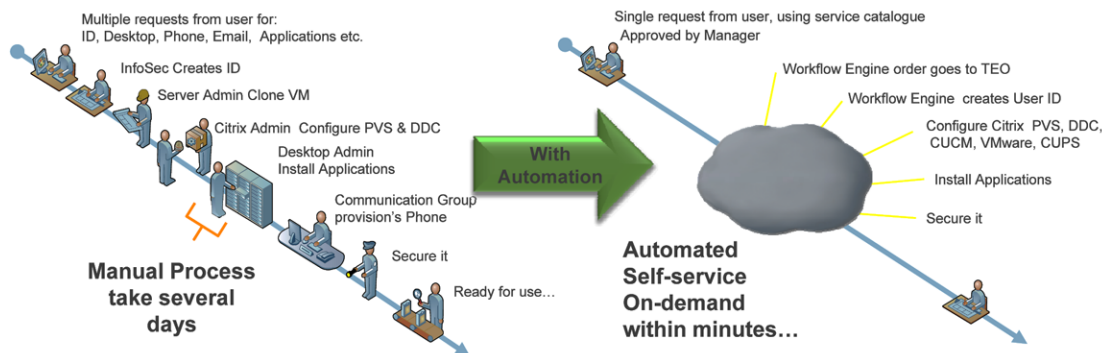 Multiple requests from user for:
ID, Desktop, Phone, Email, Applications etc.
InfoSec Creates ID
Server Admin Clone VM
Citrix Admin Configure PVS & DDC
Desktop Admin
Install Applications
Communication Group
provision's Phone
Secure it
Ready for use…
Manual Process
take several
days
With
Automation
Single request from user, using service catalogue
Approved by Manager
Workflow Engine order goes to TEO
Workflow Engine creates User ID
Configure Citrix PVS, DDC,
CUCM, VMware, CUPS
Install Applications
Secure it
Automated
Self-service
On-demand
within minutes…